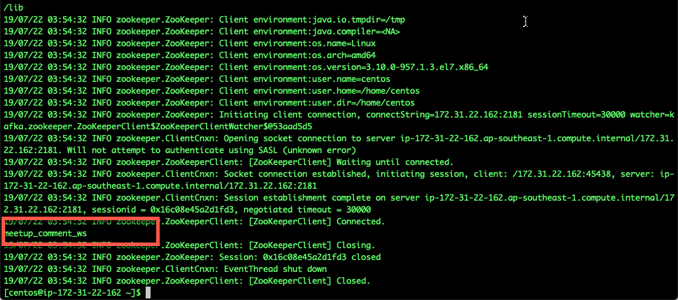 /lib
19/07/22 03:54:32 INFO zookeeper.ZooKeeper: Client environment:java.io.tmpdir=/tmp
19/07/22 03:54:32 INFO zookeeper.ZooKeeper: Client environment:java.compiler=<NA>
19/07/22 03:54:32 INFO zookeeper.ZooKeeper: Client environment:os.name=Linux
19/07/22 03:54:32 INFO zookeeper.ZooKeeper: Client environment:os.arch=amd64
19/07/22 03:54:32 INFO zookeeper.ZooKeeper: Client environment:os.version=3.10.0-957.1.3.el7.x86_64
19/07/22 03:54:32 INFO zookeeper.ZooKeeper: Client environment:user.name=centos
19/07/22 03:54:32 INFO zookeeper.ZooKeeper: Client environment:user.home=/home/centos
19/07/22 03:54:32 INFO zookeeper.ZooKeeper: Client environment:user.dir=/home/centos
19/07/22 03:54:32 INFO zookeeper.ZooKeeper: Initiating client connection, connectString=172.31.22.162:2181 sessionTimeout=30000 watcher=k
afka.zookeeper.ZooKeeperClient$ZooKeeperClientWatcher$@53aad5d5
19/07/22 03:54:32 INFO zookeeper.ClientCnxn: Opening socket connection to server ip-172-31-22-162.ap-southeast-1.compute.internal/172.31.
22.162:2181. Will not attempt to authenticate using SASL (unknown error)
19/07/22 03:54:32 INFO zookeeper.ZooKeeperClient: [ZooKeeperClient] Waiting until connected.
19/07/22 03:54:32 INFO zookeeper.ClientCnxn: Socket connection established, initiating session, client: /172.31.22.162:45438, server: ip-
172-31-22-162.ap-southeast-1.compute.internal/172.31.22.162:2181
19/07/22 03:54:32 INFO zookeeper.ClientCnxn: Session establishment complete on server ip-172-31-22-162.ap-southeast-1.compute.internal/17
2.31.22.162:2181, sessionid = 0x16c08e45a2d1fd3, negotiated timeout = 30000
19/07/22 03:54:32 INFO zookeeper.ZooKeeperClient: [ZooKeeperClient] Connected.
meetup_comment_ws
19/07/22 03:54:32 INFO zookeeper.ZooKeeperClient: [ZooKeeperClient] Closing.
19/07/22 03:54:32 INFO zookeeper.ZooKeeper: Session: 0x16c08e45a2d1fd3 closed
19/07/22 03:54:32 INFO zookeeper.ClientCnxn: EventThread shut down
19/07/22 03:54:32 INFO zookeeper.ZooKeeperClient: [ZooKeeperClient] Closed.
[centos@ip-172-31-22-162 ~]$